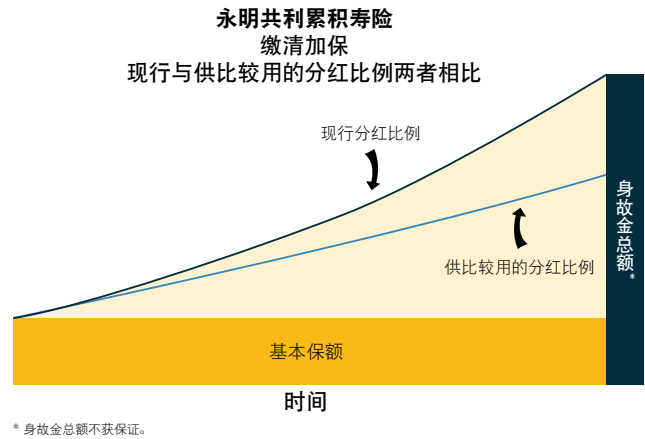 永明共利累积寿险
缴清加保
现行与供比较用的分红比例两者相比
现行分红比例
身故金总额*
供比较用的分红比例
基本保额
时间
* 身故金总额不获保证。